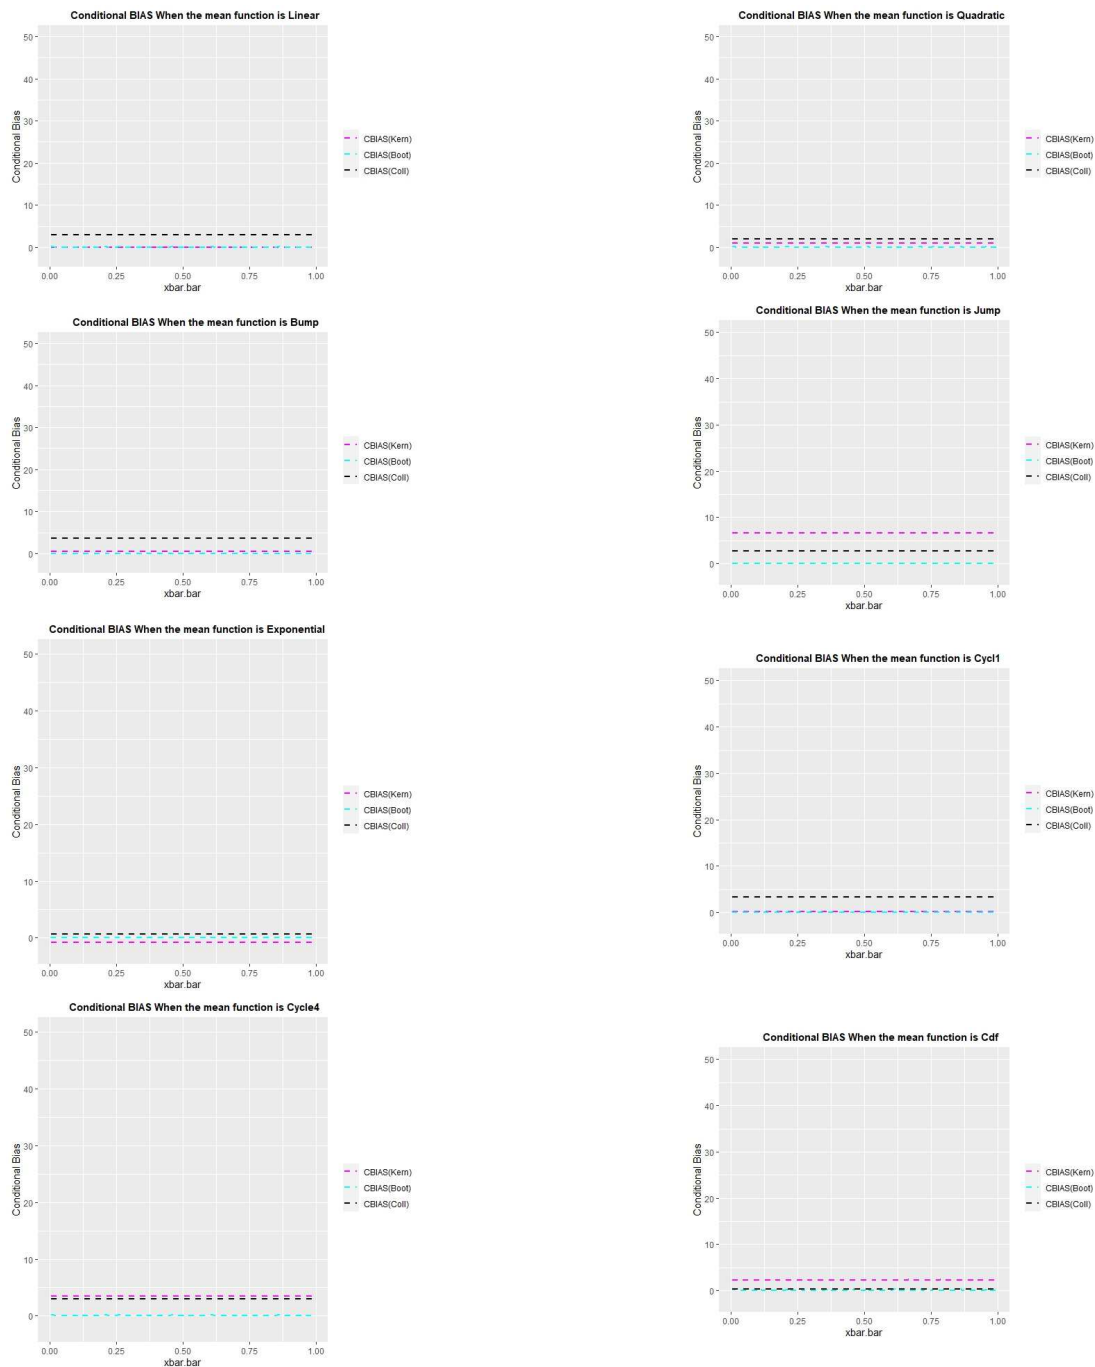 Conditional BIAS When the mean function is Linear
50
40
30
20
10
0
Conditional Bias
0.00 0.25 0.50 0.75 1.00
xbar.bar
CBIAS(Kern)
CBIAS(Boot)
CBIAS(Coll)
Conditional BIAS When the mean function is Quadratic
50
40
30
20
10
0
Conditional Bias
0.00 0.25 0.50 0.75 1.00
xbar.bar
CBIAS(Kern)
CBIAS(Boot)
CBIAS(Coll)
Conditional BIAS When the mean function is Bump
50
40
30
20
10
0
Conditional Bias
0.00 0.25 0.50 0.75 1.00
xbar.bar
CBIAS(Kern)
CBIAS(Boot)
CBIAS(Coll)
Conditional BIAS When the mean function is Jump
50
40
30
20
10
0
Conditional Bias
0.00 0.25 0.50 0.75 1.00
xbar.bar
CBIAS(Kern)
CBIAS(Boot)
CBIAS(Coll)
Conditional BIAS When the mean function is Exponential
50
40
30
20
10
0
Conditional Bias
0.00 0.25 0.50 0.75 1.00
xbar.bar
CBIAS(Kern)
CBIAS(Boot)
CBIAS(Coll)
Conditional BIAS When the mean function is Cycl1
50
40
30
20
10
0
Conditional Bias
0.00 0.25 0.50 0.75 1.00
xbar.bar
CBIAS(Kern)
CBIAS(Boot)
CBIAS(Coll)
Conditional BIAS When the mean function is Cycle4
50
40
30
20
10
0
Conditional Bias
0.00 0.25 0.50 0.75 1.00
xbar.bar
CBIAS(Kern)
CBIAS(Boot)
CBIAS(Coll)
Conditional BIAS When the mean function is Cdf
50
40
30
20
10
0
Conditional Bias
0.00 0.25 0.50 0.75 1.00
xbar.bar
CBIAS(Kern)
CBIAS(Boot)
CBIAS(Coll)